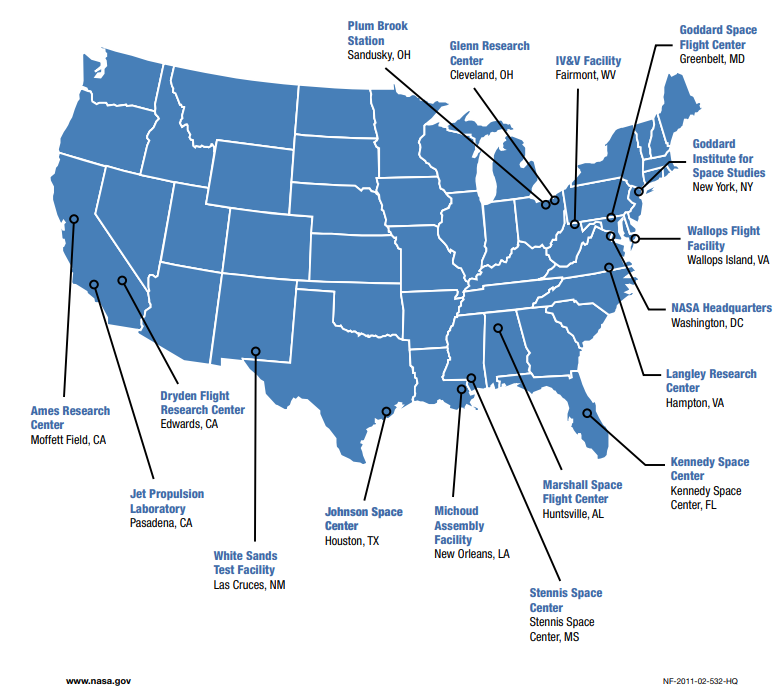 Plum Brook
Station
Sandusky, OH
Glenn Research
Center
Cleveland, OH
IV&V Facility
Fairmont, WV
Goddard Space
Flight Center
Greenbelt, MD
Goddard
Institute for
Space Studies
New York, NY
Wallops Flight
Facility
Wallops Island, VA
NASA Headquarters
Washington, DC
Langley Research
Center
Hampton, VA
Kennedy Space
Center
Kennedy Space
Center, FL
Ames Research
Center
Moffett Field, CA
Dryden Flight
Research Center
Edwards, CA
Jet Propulsion
Laboratory
Pasadena, CA
White Sands
Test Facility
Las Cruces, NM
Johnson Space
Center
Houston, TX
Michoud
Assembly
Facility
New Orleans, LA
Marshall Space
Flight Center
Huntsville, AL
Stennis Space
Center
Stennis Space
Center, MS
www.nasa.gov
NF-2011-02-532-HQ